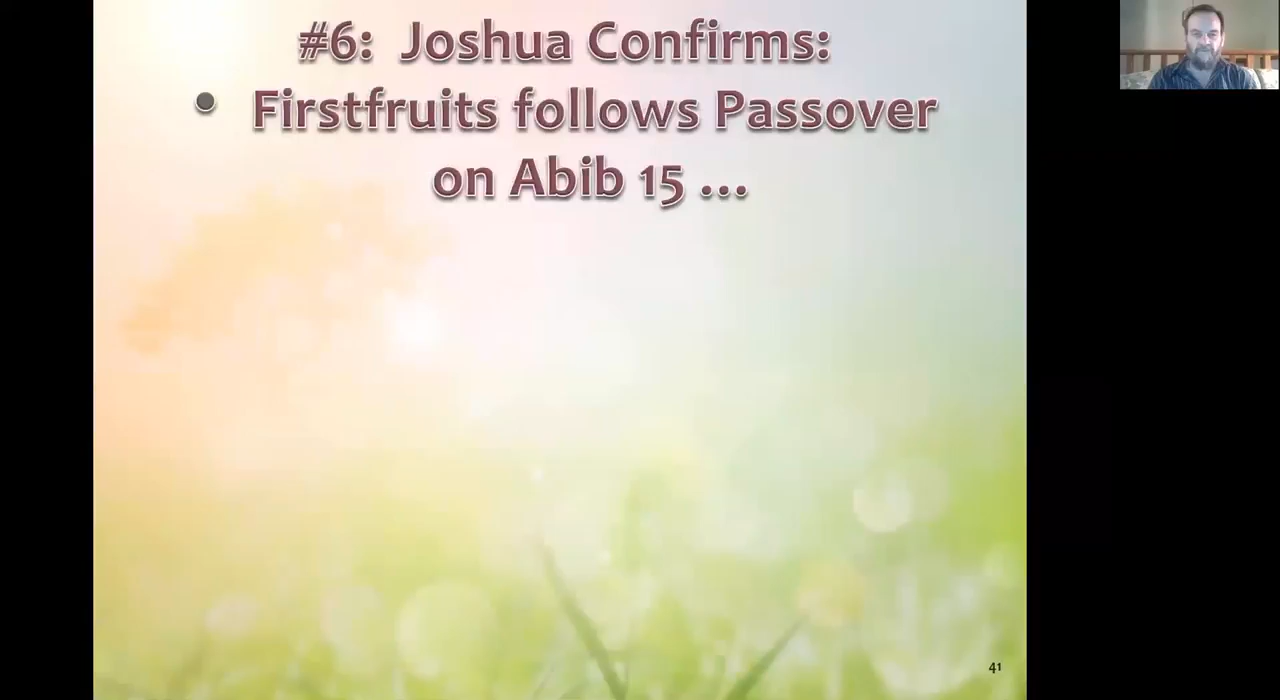 #6: Joshua Confirms:
• Firstfruits follows Passover
on Abib 15 ...
41